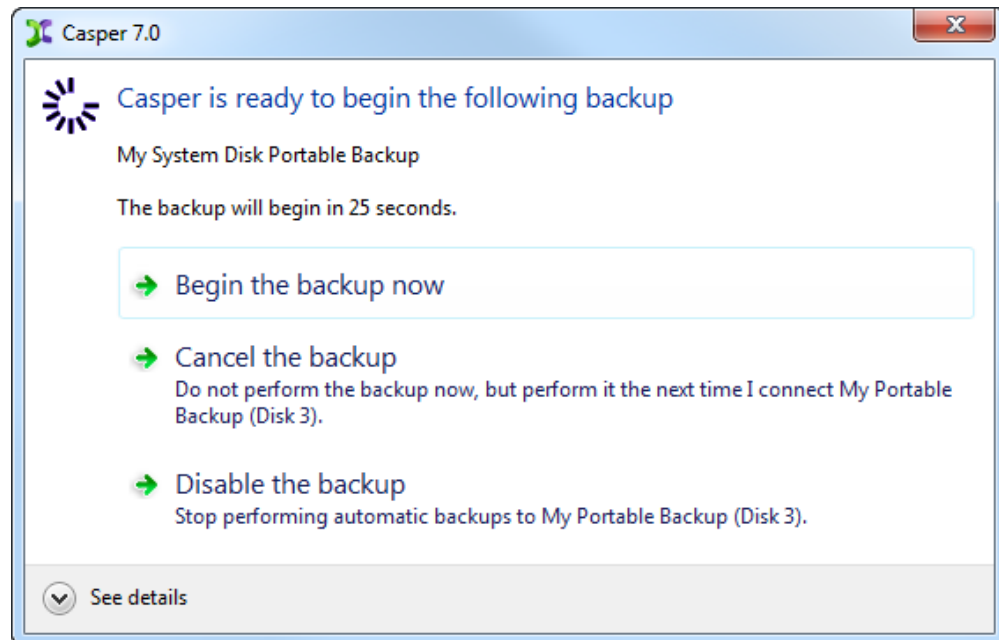 Casper 7.0
Casper is ready to begin the following backup
My System Disk Portable Backup
The backup will begin in 25 seconds.
Begin the backup now
Cancel the backup
Do not perform the backup now, but perform it the next time I connect My Portable
Backup (Disk 3).
Disable the backup
Stop performing automatic backups to My Portable Backup (Disk 3).
See details